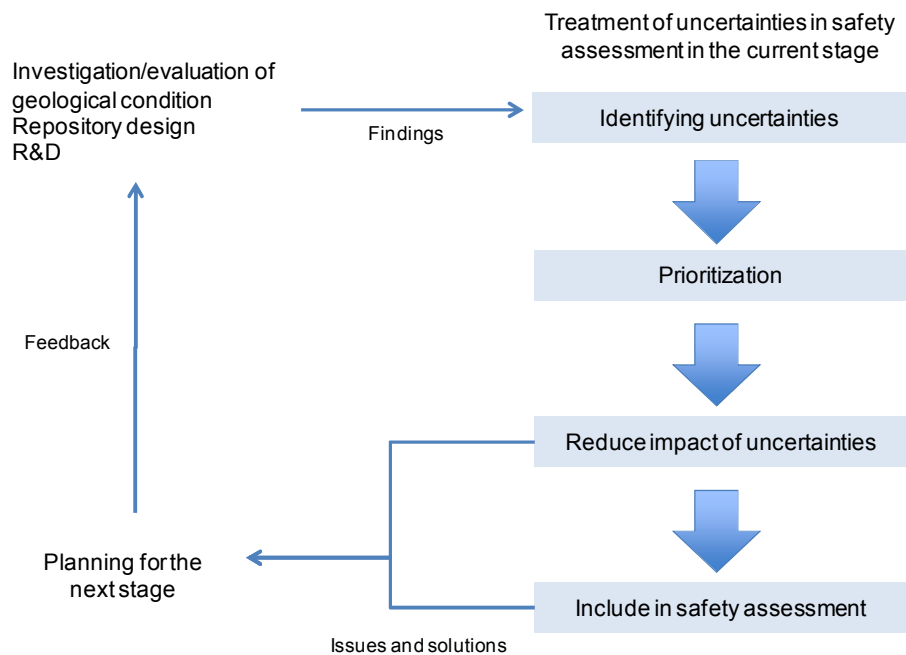 Treatment of uncertainties in safety
assessment in the current stage
Investigation/evaluation of
geological condition
Repository design
R&D
Findings
Identifying uncertainties
Prioritization
Feedback
Reduce impact of uncertainties
Planning for the
next stage
Include in safety assessment
Issues and solutions